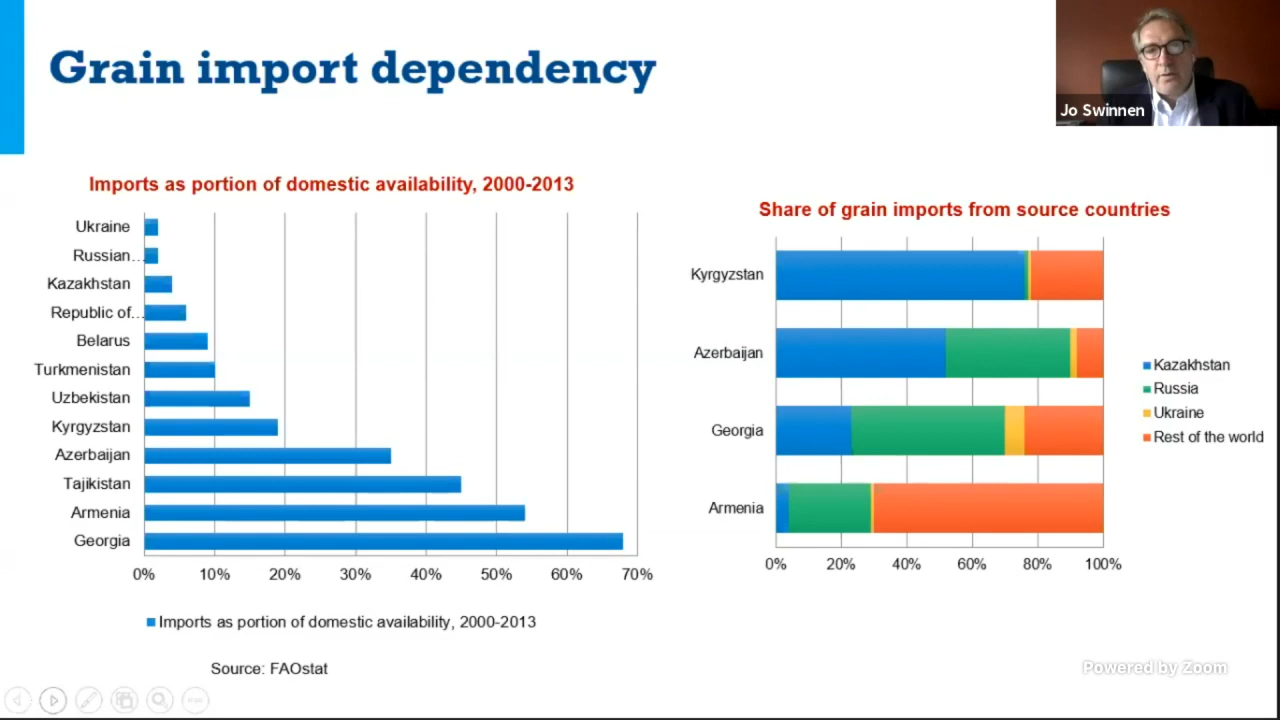 Grain import dependency
Jo Swinnen
Imports as portion of domestic availability, 2000-2013
Ukraine
Russian...
Kazakhstan
Republic of...
Belarus
Turkmenistan
Uzbekistan
Kyrgyzstan
Azerbaijan
Tajikistan
Armenia
Georgia
0% 10% 20% 30% 40% 50% 60% 70%
Imports as portion of domestic availability, 2000-2013
Source: FAOstat
Share of grain imports from source countries
Kyrgyzstan
Azerbaijan
Georgia
Armenia
0% 20% 40% 60% 80% 100%
Kazakhstan
Russia
Ukraine
Rest of the world
Powered by Zoom